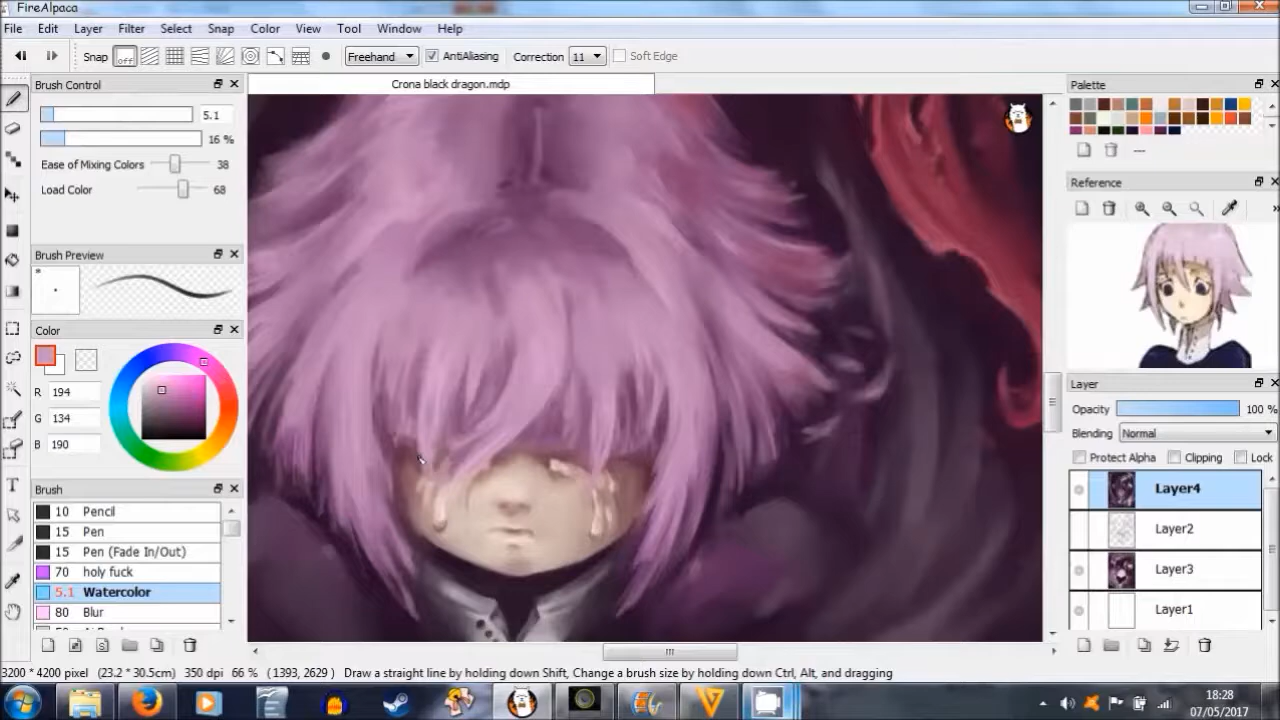 FireAlpaca
File Edit Layer Filter Select Snap Color View Tool Window Help
Snap off Freehand AntiAliasing Correction 11 Soft Edge
Brush Control
5.1
16 %
Ease of Mixing Colors 38
Load Color 68
Brush Preview
Color
R 194
G 134
B 190
Brush
10 Pencil
15 Pen
15 Pen (Fade In/Out)
70 holy fuck
5.1 Watercolor
80 Blur
Crona black dragon.mdp
Palette
---
Reference
Layer
Opacity 100 %
Blending Normal
Protect Alpha Clipping Lock
Layer4
Layer2
Layer3
Layer1
3200 * 4200 pixel (23.2 * 30.5cm) 350 dpi 66 % (1393, 2629) Draw a straight line by holding down Shift, Change a brush size by holding down Ctrl, Alt, and dragging
18:28
07/05/2017